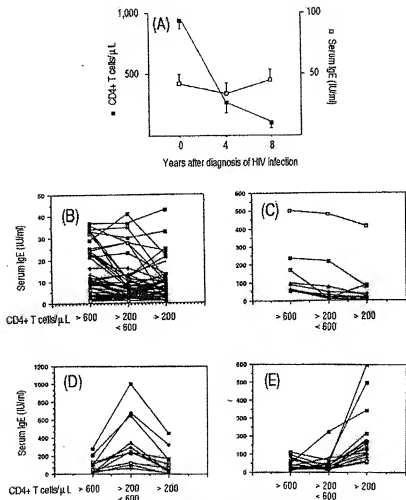 (A)
CD4+ T cells/µL
1,000
500
100
50
Serum IgE (IU/ml)
0 4 8
Years after diagnosis of HIV infection
(B)
Serum IgE (IU/ml)
50
40
30
20
10
0
CD4+ T cells/µL
> 600 > 200 > 200
< 600
(C)
600
500
400
300
200
100
0
> 600 > 200 > 200
< 600
(D)
Serum IgE (IU/ml)
1200
1000
800
600
400
200
0
CD4+ T cells/µL
> 600 > 200 > 200
< 600
(E)
600
500
400
300
200
100
0
> 600 > 200 > 200
< 600